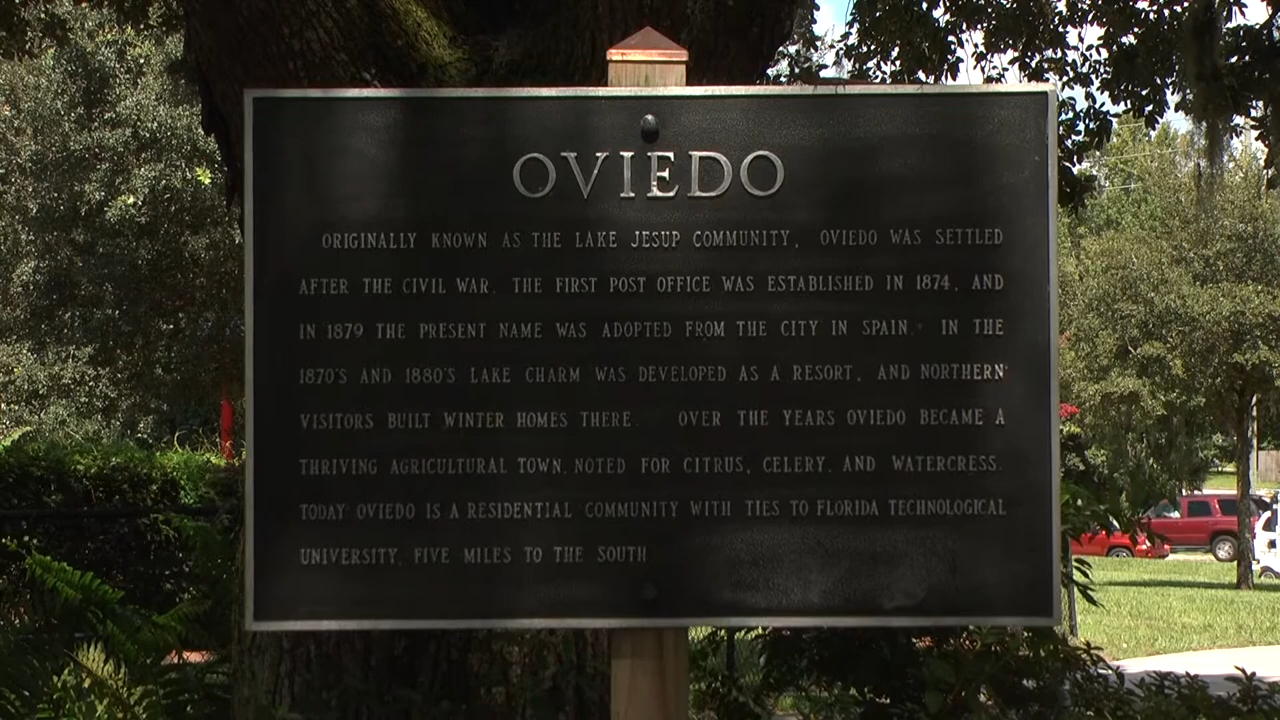 OVIEDO
ORIGINALLY KNOWN AS THE LAKE JESUP COMMUNITY, OVIEDO WAS SETTLED
AFTER THE CIVIL WAR. THE FIRST POST OFFICE WAS ESTABLISHED IN 1874, AND
IN 1879 THE PRESENT NAME WAS ADOPTED FROM THE CITY IN SPAIN. IN THE
1870'S AND 1880'S LAKE CHARM WAS DEVELOPED AS A RESORT, AND NORTHERN
VISITORS BUILT WINTER HOMES THERE. OVER THE YEARS OVIEDO BECAME A
THRIVING AGRICULTURAL TOWN, NOTED FOR CITRUS, CELERY, AND WATERCRESS.
TODAY OVIEDO IS A RESIDENTIAL COMMUNITY WITH TIES TO FLORIDA TECHNOLOGICAL
UNIVERSITY, FIVE MILES TO THE SOUTH